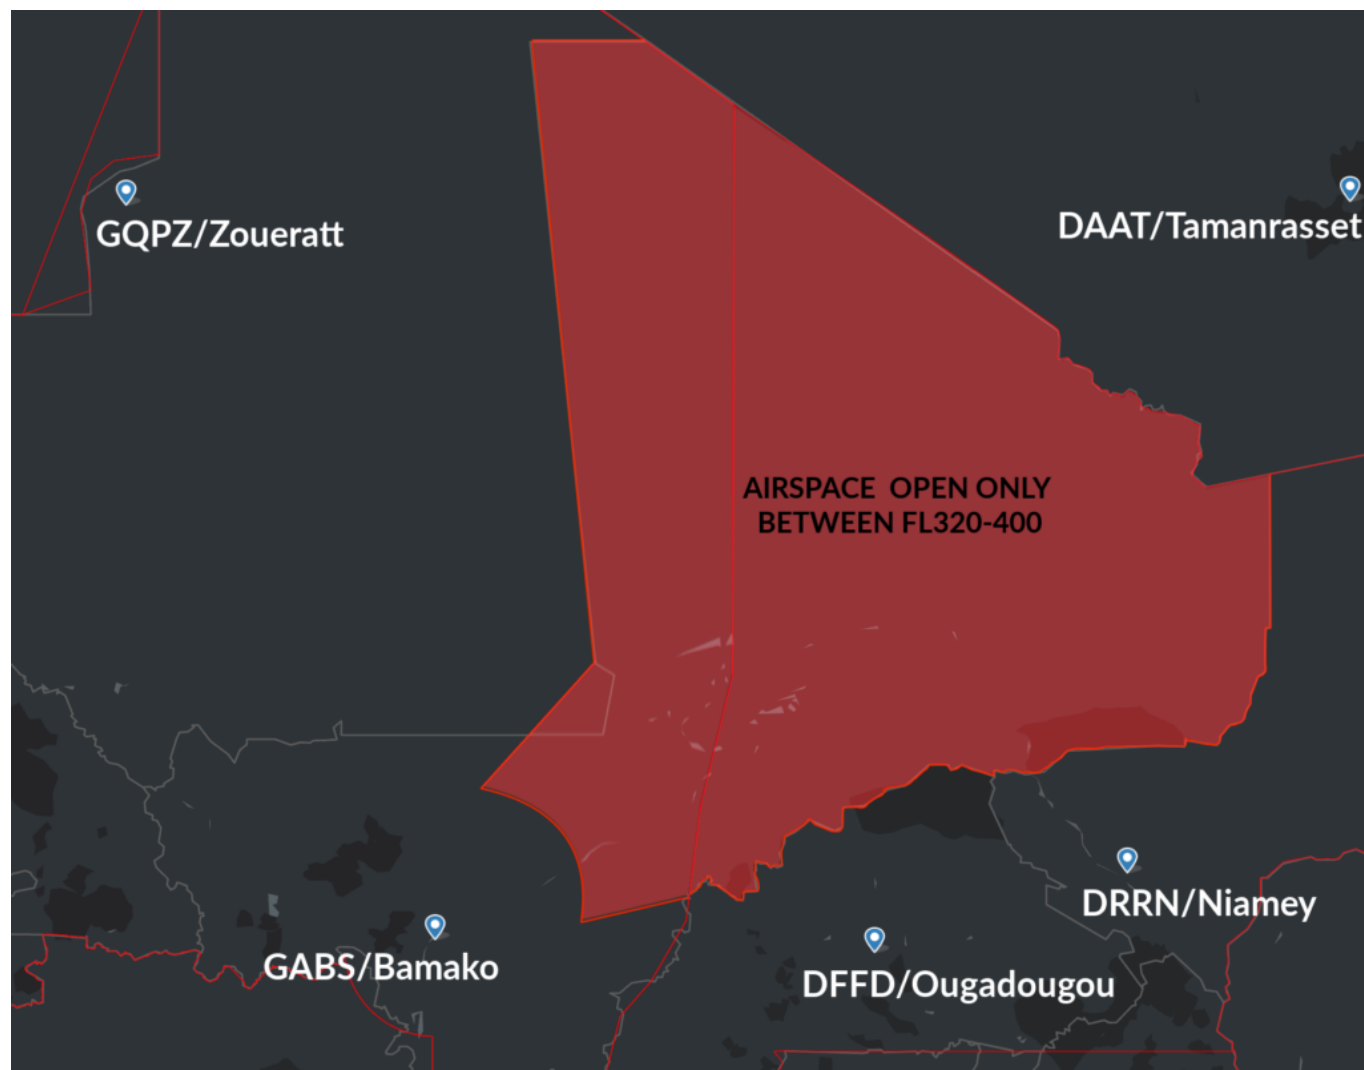 GQPZ/Zoueratt
DAAT/Tamanrasset
AIRSPACE OPEN ONLY
BETWEEN FL320-400
DRRN/Niamey
GABS/Bamako
DFFD/Ougadougou